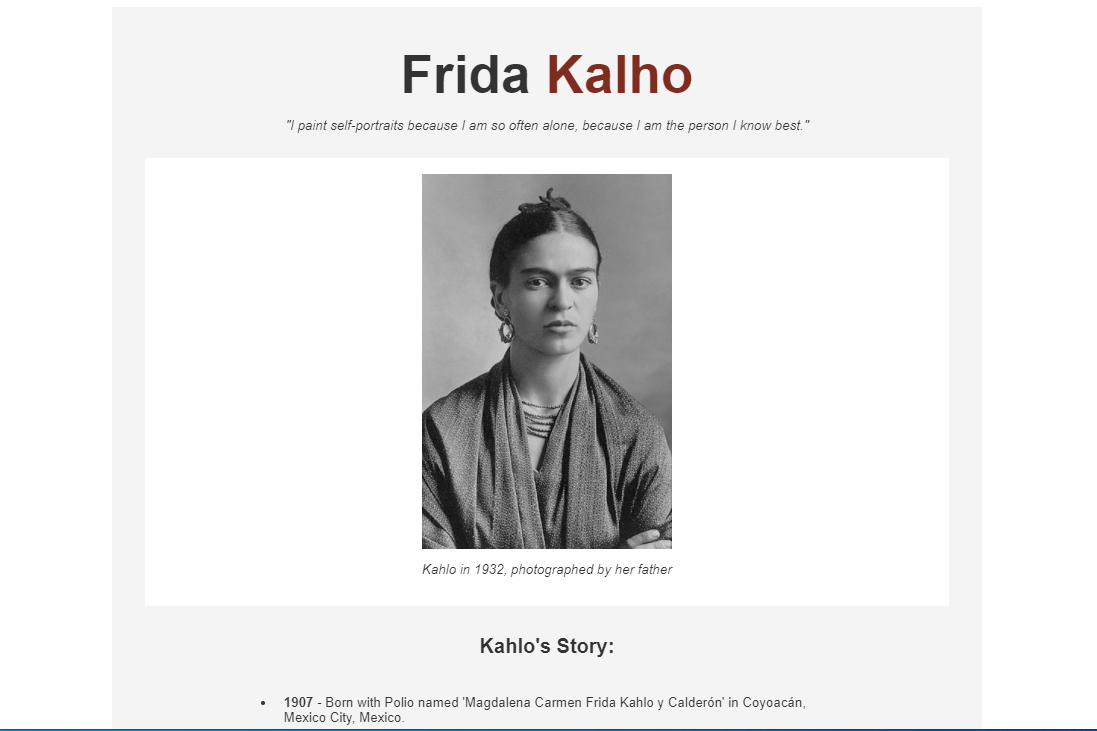 Frida Kalho
"I paint self-portraits because I am so often alone, because I am the person I know best."
Kahlo in 1932, photographed by her father
Kahlo's Story:
• 1907 - Born with Polio named 'Magdalena Carmen Frida Kahlo y Calderón' in Coyoacán,
Mexico City, Mexico.